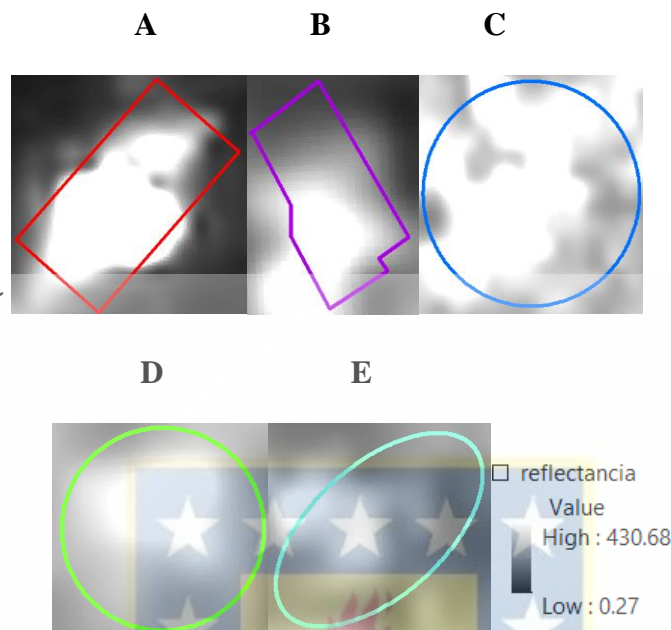 A B C
D E
reflectancia
Value
High : 430.68
Low : 0.27